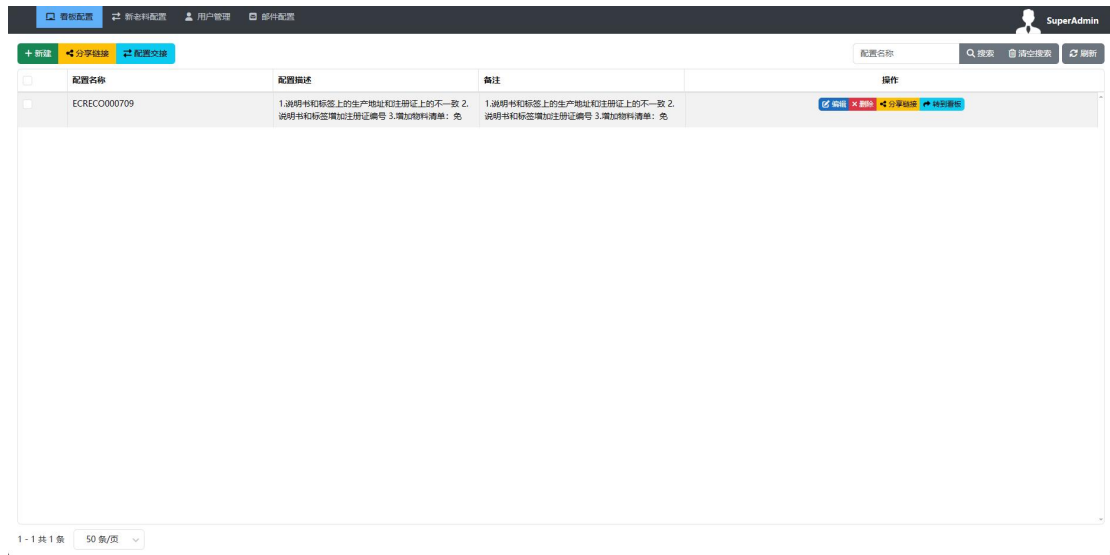 看板配置 新老料配置 用户管理 部件配置 SuperAdmin
新建 分享链接 配置交接 配置名称 搜索 清空搜索 刷新
配置名称 配置描述 备注 操作
ECRECO000709 1.说明书和标签上的生产地址和注册证上的不一致 2. 1.说明书和标签上的生产地址和注册证上的不一致 2. 编辑 删除 分享链接 转到看板
说明书和标签增加注册证编号 3.增加物料清单：免 说明书和标签增加注册证编号 3.增加物料清单：免
1 - 1 共 1 条 50 条/页